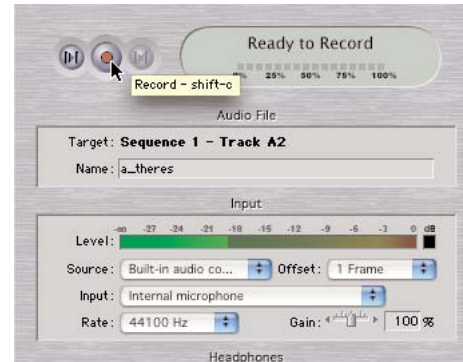 Ready to Record
0% 25% 50% 75% 100%
Record - shift-c
Audio File
Target: Sequence 1 - Track A2
Name: a_theres
Input
-∞ -27 -24 -21 -18 -15 -12 -9 -6 -3 0 dB
Level:
Source: Built-in audio co... Offset: 1 Frame
Input: Internal microphone
Rate: 44100 Hz Gain: 100 %
Headphones